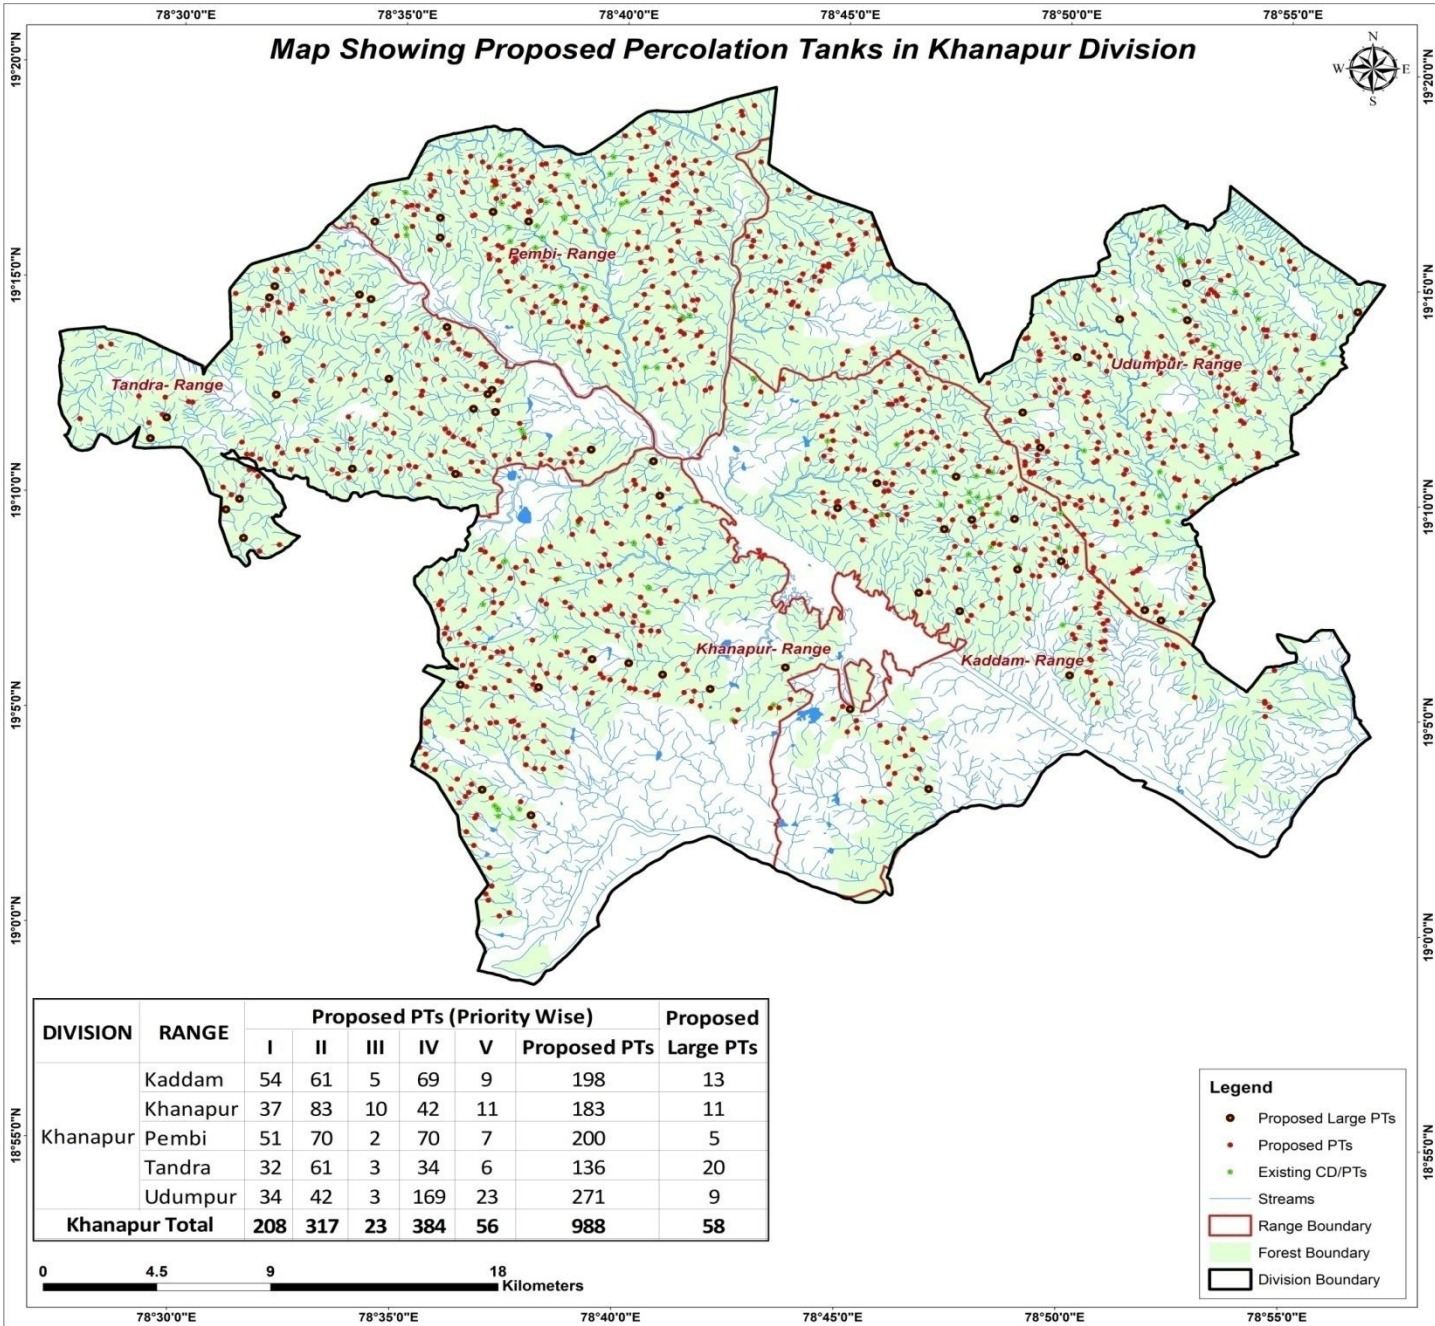 78°30'0"E 78°35'0"E 78°40'0"E 78°45'0"E 78°50'0"E 78°55'0"E
Map Showing Proposed Percolation Tanks in Khanapur Division
N
W E
S
19°20'0"N 19°20'0"N
19°15'0"N 19°15'0"N
Pembi- Range
Udumpur- Range
Tandra- Range
19°10'0"N 19°10'0"N
Khanapur- Range
Kaddam- Range
19°5'0"N 19°5'0"N
19°0'0"N 19°0'0"N
18°55'0"N 18°55'0"N
DIVISION RANGE Proposed PTs (Priority Wise) Proposed Large PTs
I II III IV V Proposed PTs
Khanapur
Kaddam 54 61 5 69 9 198 13
Khanapur 37 83 10 42 11 183 11
Pembi 51 70 2 70 7 200 5
Tandra 32 61 3 34 6 136 20
Udumpur 34 42 3 169 23 271 9
Khanapur Total 208 317 23 384 56 988 58
Legend
Proposed Large PTs
Proposed PTs
Existing CD/PTs
Streams
Range Boundary
Forest Boundary
Division Boundary
0 4.5 9 18
Kilometers
78°30'0"E 78°35'0"E 78°40'0"E 78°45'0"E 78°50'0"E 78°55'0"E